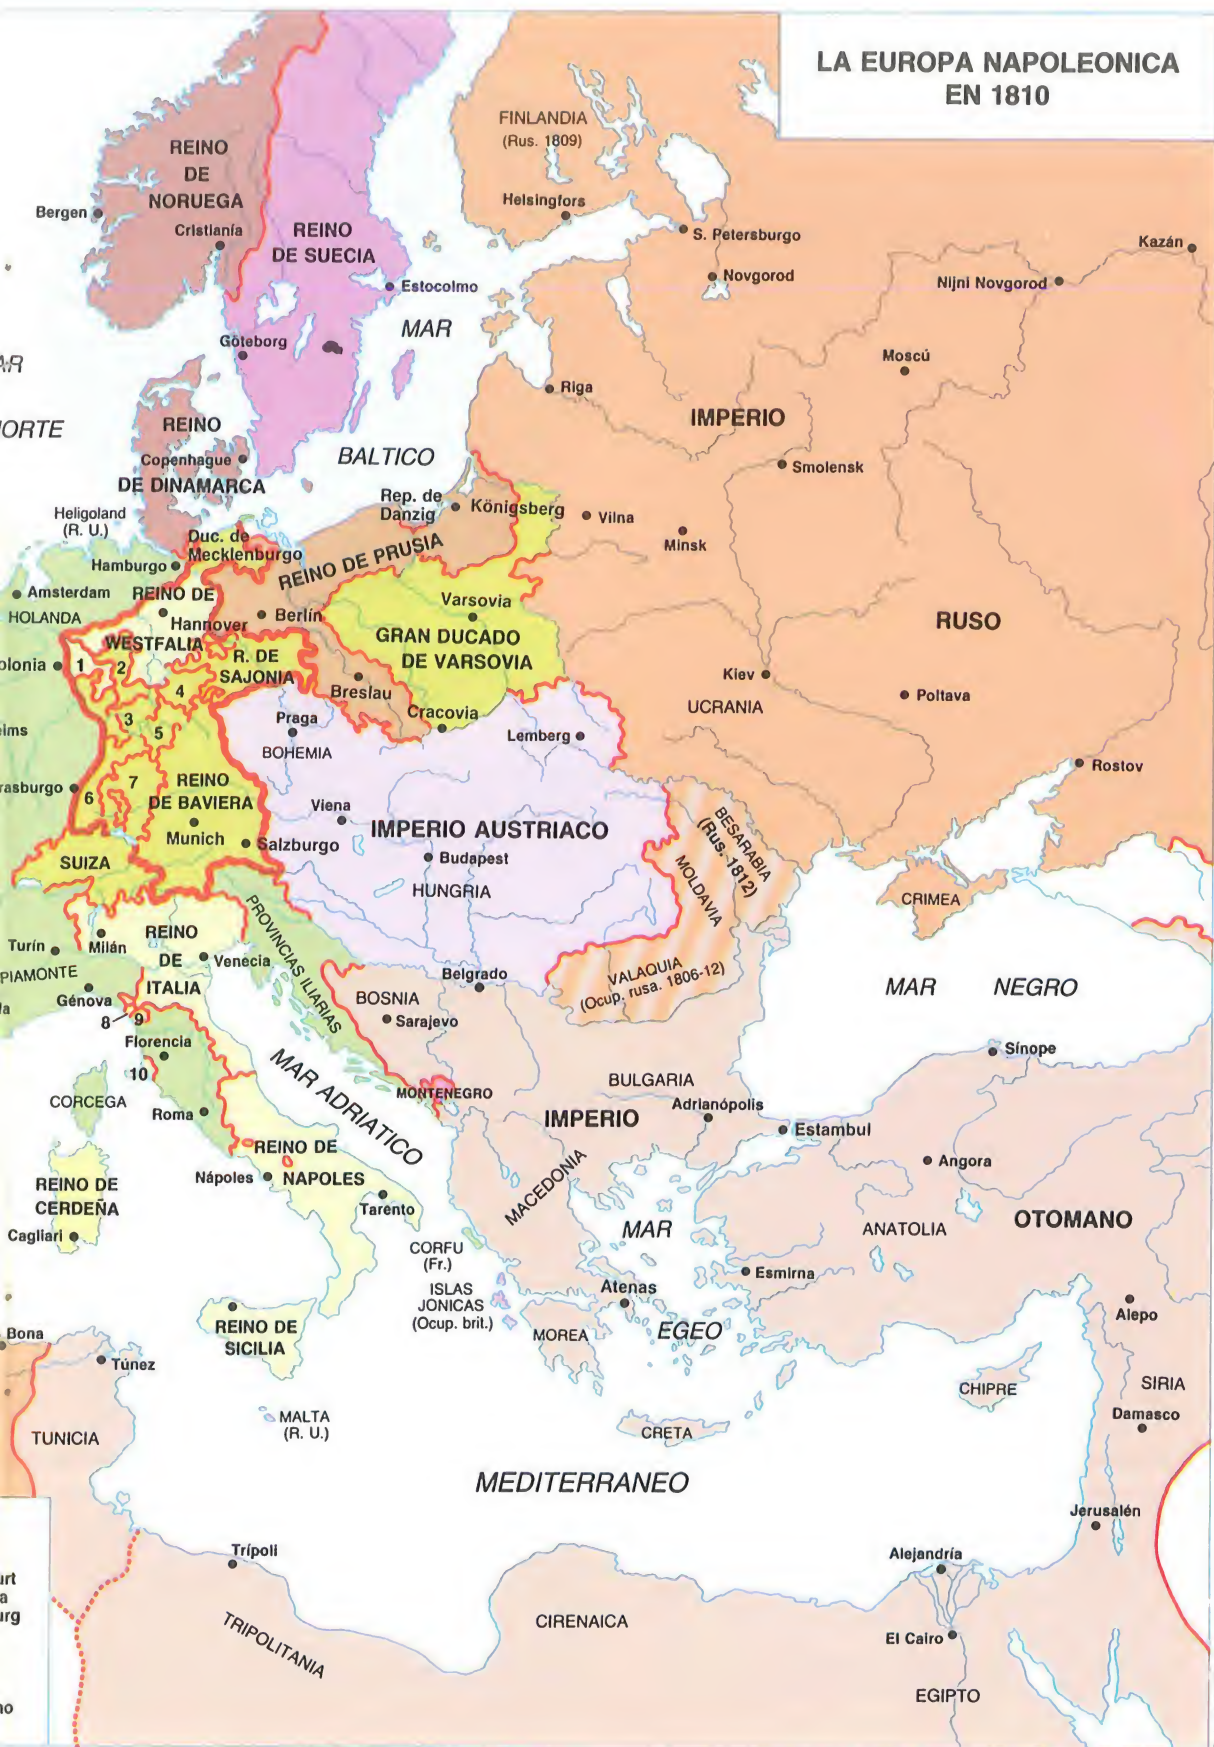 LA EUROPA NAPOLEONICA
EN 1810
FINLANDIA
(Rus. 1809)
REINO
DE
NORUEGA
Bergen
Cristianía
REINO
DE SUECIA
Helsingfors
S. Petersburgo
Kazán
Novgorod
Nijni Novgorod
Estocolmo
MAR
Göteborg
Moscú
Riga
IMPERIO
REINO
BALTICO
Copenhague
DE DINAMARCA
Smolensk
Rep. de
Danzig
Königsberg
Heligoland
(R. U.)
Vilna
Minsk
Duc. de
Mecklenburgo
REINO DE PRUSIA
Hamburgo
Amsterdam
REINO DE
HOLANDA
Hannover
Berlín
Varsovia
RUSO
WESTFALIA
GRAN DUCADO
DE VARSOVIA
1
2
R. DE
SAJONIA
4
Breslau
Kiev
Poltava
UCRANIA
3
5
Praga
BOHEMIA
Cracovia
Lemberg
Rostov
7
6
REINO
DE BAVIERA
Munich
Salzburgo
Viena
IMPERIO AUSTRIACO
Budapest
HUNGRIA
BESARABIA
(Rus. 1812)
MOLDAVIA
SUIZA
CRIMEA
PROVINCIAS ILIARIAS
Turín
Milán
REINO
DE
ITALIA
Venecia
PIAMONTE
Génova
Belgrado
VALAQUIA
(Ocup. rusa. 1806-12)
MAR NEGRO
BOSNIA
Sarajevo
8
9
Florencia
10
Sínope
MAR ADRIATICO
CORCEGA
Roma
MONTENEGRO
BULGARIA
IMPERIO
Adrianópolis
Estambul
Angora
REINO DE
NAPOLES
Nápoles
REINO DE
CERDEÑA
Cagliari
Tarento
MACEDONIA
MAR
ANATOLIA
OTOMANO
CORFU
(Fr.)
ISLAS
JONICAS
(Ocup. brit.)
Esmirna
Atenas
EGEO
MOREA
Alepo
REINO DE
SICILIA
Bona
Túnez
CHIPRE
SIRIA
Damasco
MALTA
(R. U.)
TUNICIA
CRETA
MEDITERRANEO
Jerusalén
Trípoli
Alejandría
TRIPOLITANIA
CIRENAICA
El Cairo
EGIPTO